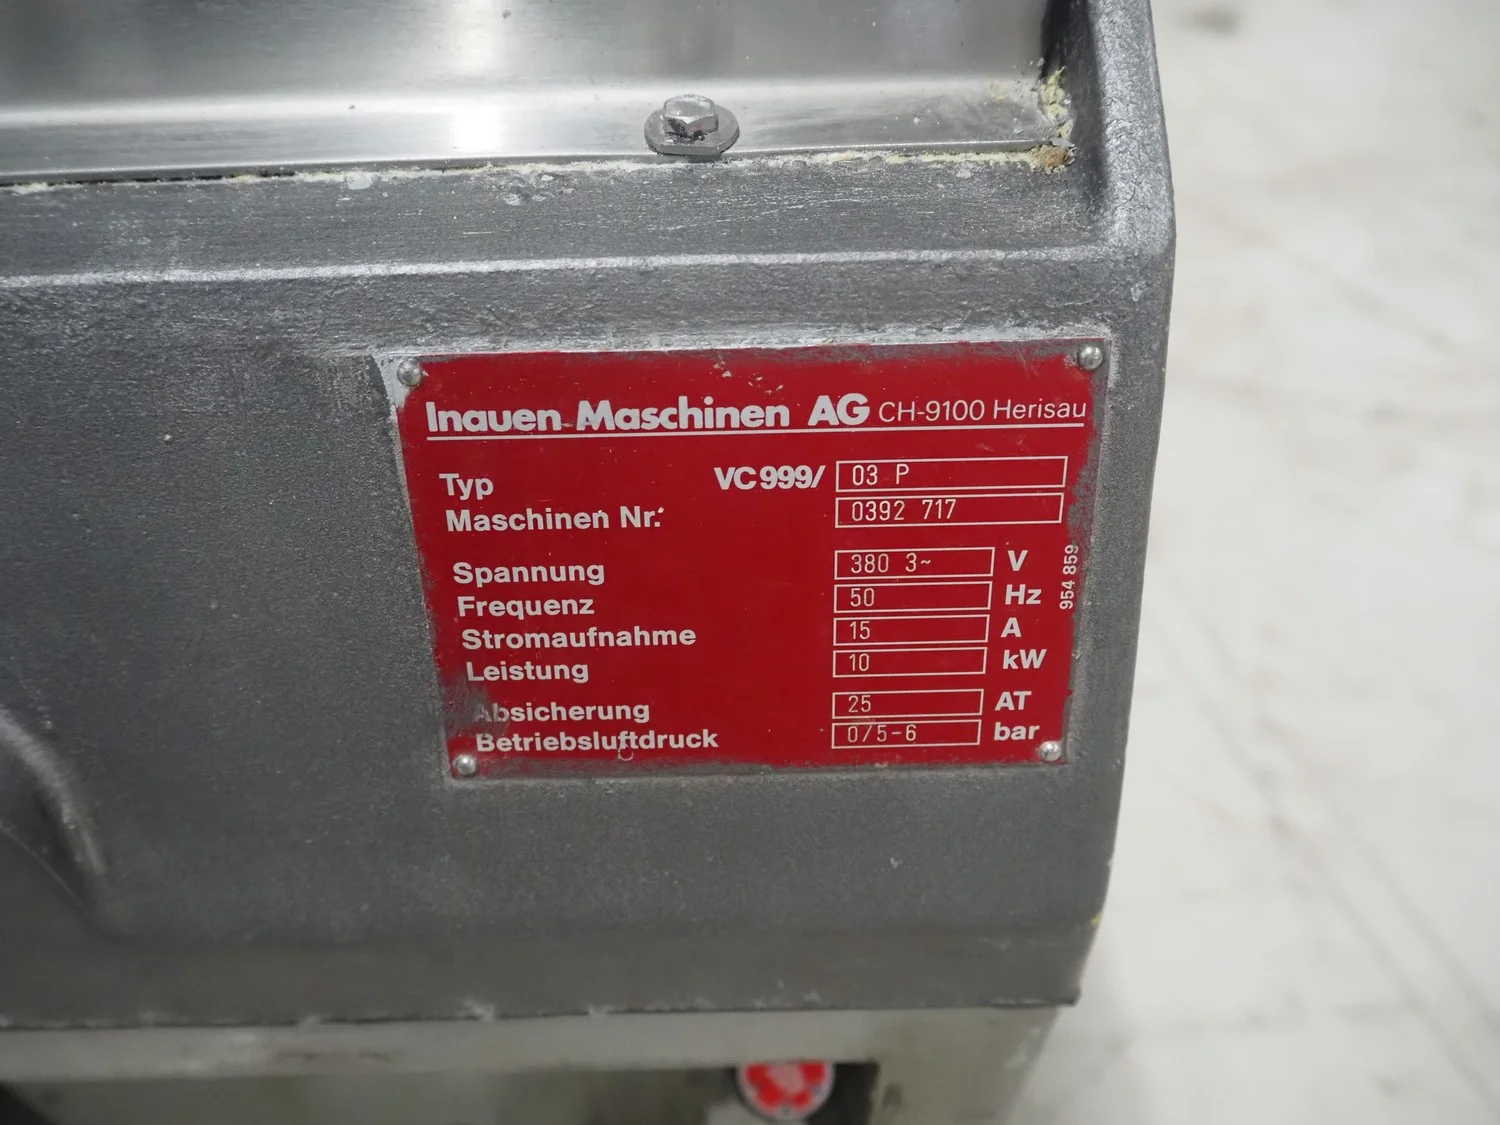 Inauen Maschinen AG CH-9100 Herisau
Typ VC999/ 03 P
Maschinen Nr. 0392 717
Spannung 380 3~ V
Frequenz 50 Hz
Stromaufnahme 15 A
Leistung 10 kW
Absicherung 25 AT
Betriebsluftdruck 0/5-6 bar
954 859